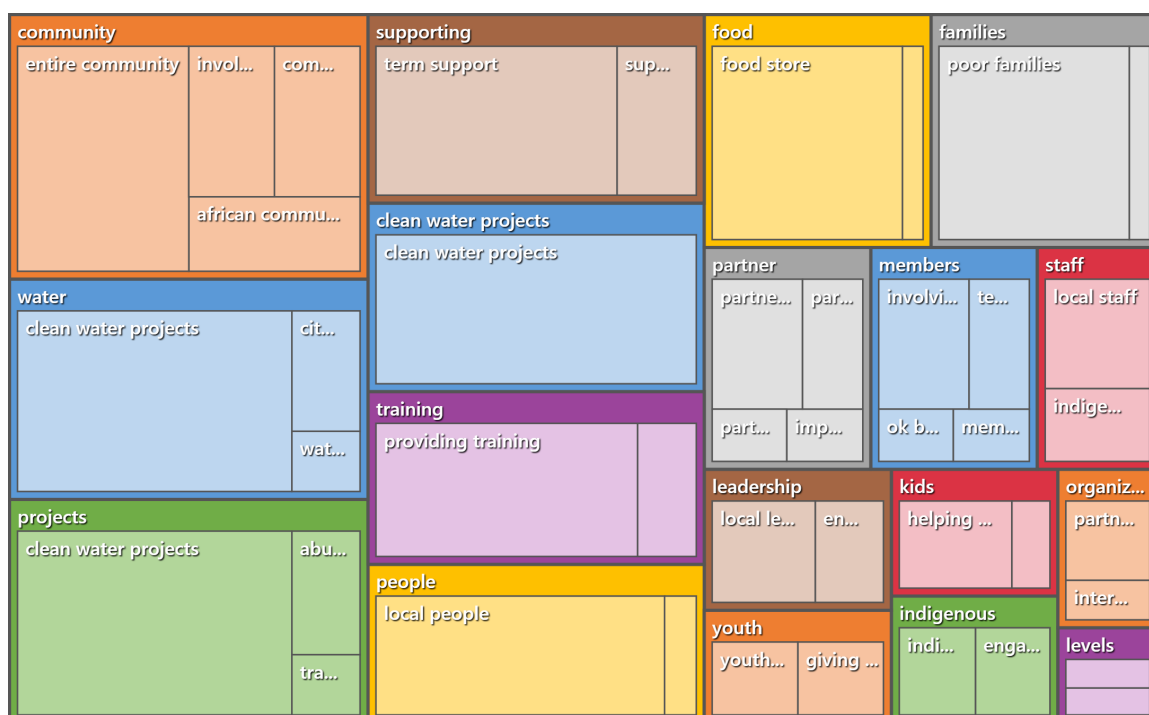 community
entire community
invol...
com...
african commu...
water
clean water projects
cit...
wat...
projects
clean water projects
abu...
tra...
supporting
term support
sup...
clean water projects
clean water projects
training
providing training
people
local people
food
food store
families
poor families
partner
partne...
par...
part...
imp...
members
involvi...
te...
ok b...
mem...
staff
local staff
indige...
leadership
local le...
en...
kids
helping ...
organiz...
partn...
inter...
youth
youth...
giving ...
indigenous
indi...
enga...
levels